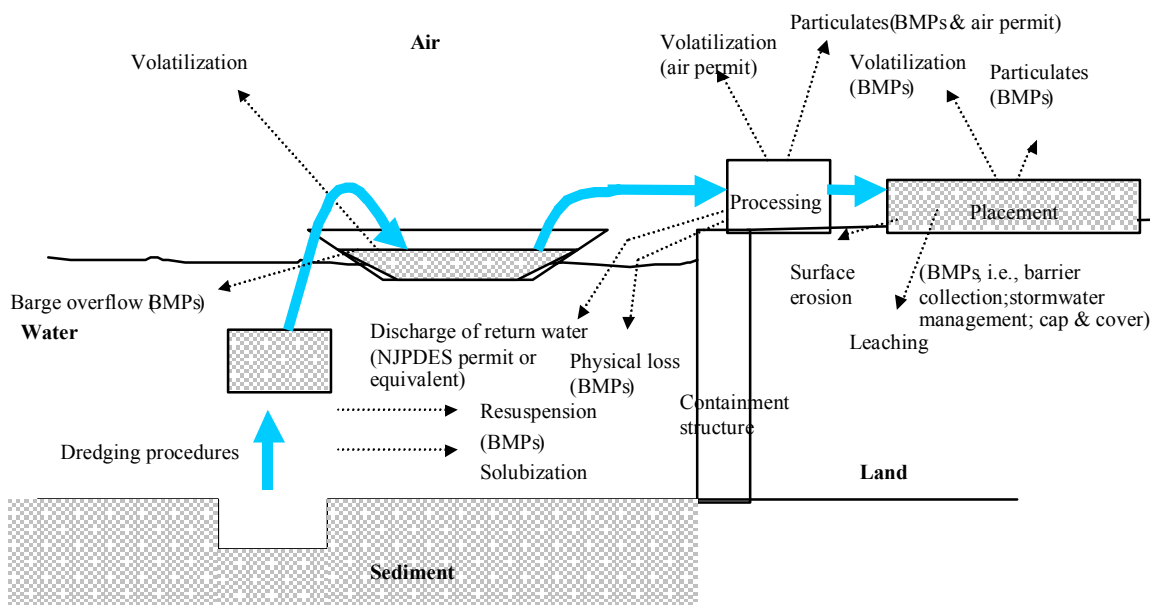 Air
Volatilization
Volatilization
(air permit)
Particulates(BMPs & air permit)
Volatilization
(BMPs)
Particulates
(BMPs)
Processing
Placement
Barge overflow (BMPs)
Water
Discharge of return water
(NJPDES permit or
equivalent)
Physical loss
(BMPs)
Surface
erosion
(BMPs, i.e., barrier
collection;stormwater
management; cap & cover)
Leaching
Containment
structure
Dredging procedures
Resuspension
(BMPs)
Solubization
Land
Sediment